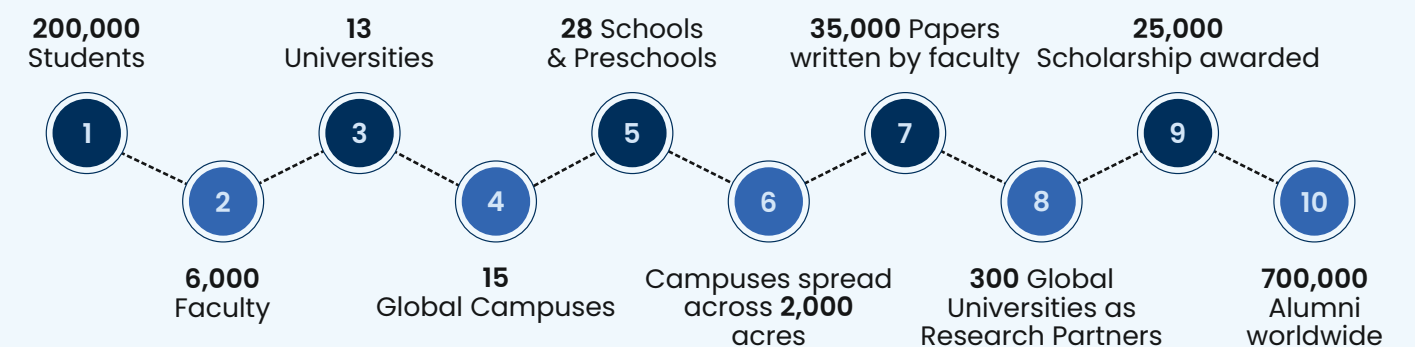 200,000
Students
1
6,000
Faculty
2
13
Universities
3
15
Global Campuses
4
28 Schools
& Preschools
5
Campuses spread
across 2,000
acres
6
35,000 Papers
written by faculty
7
300 Global
Universities as
Research Partners
8
25,000
Scholarship awarded
9
700,000
Alumni
worldwide
10